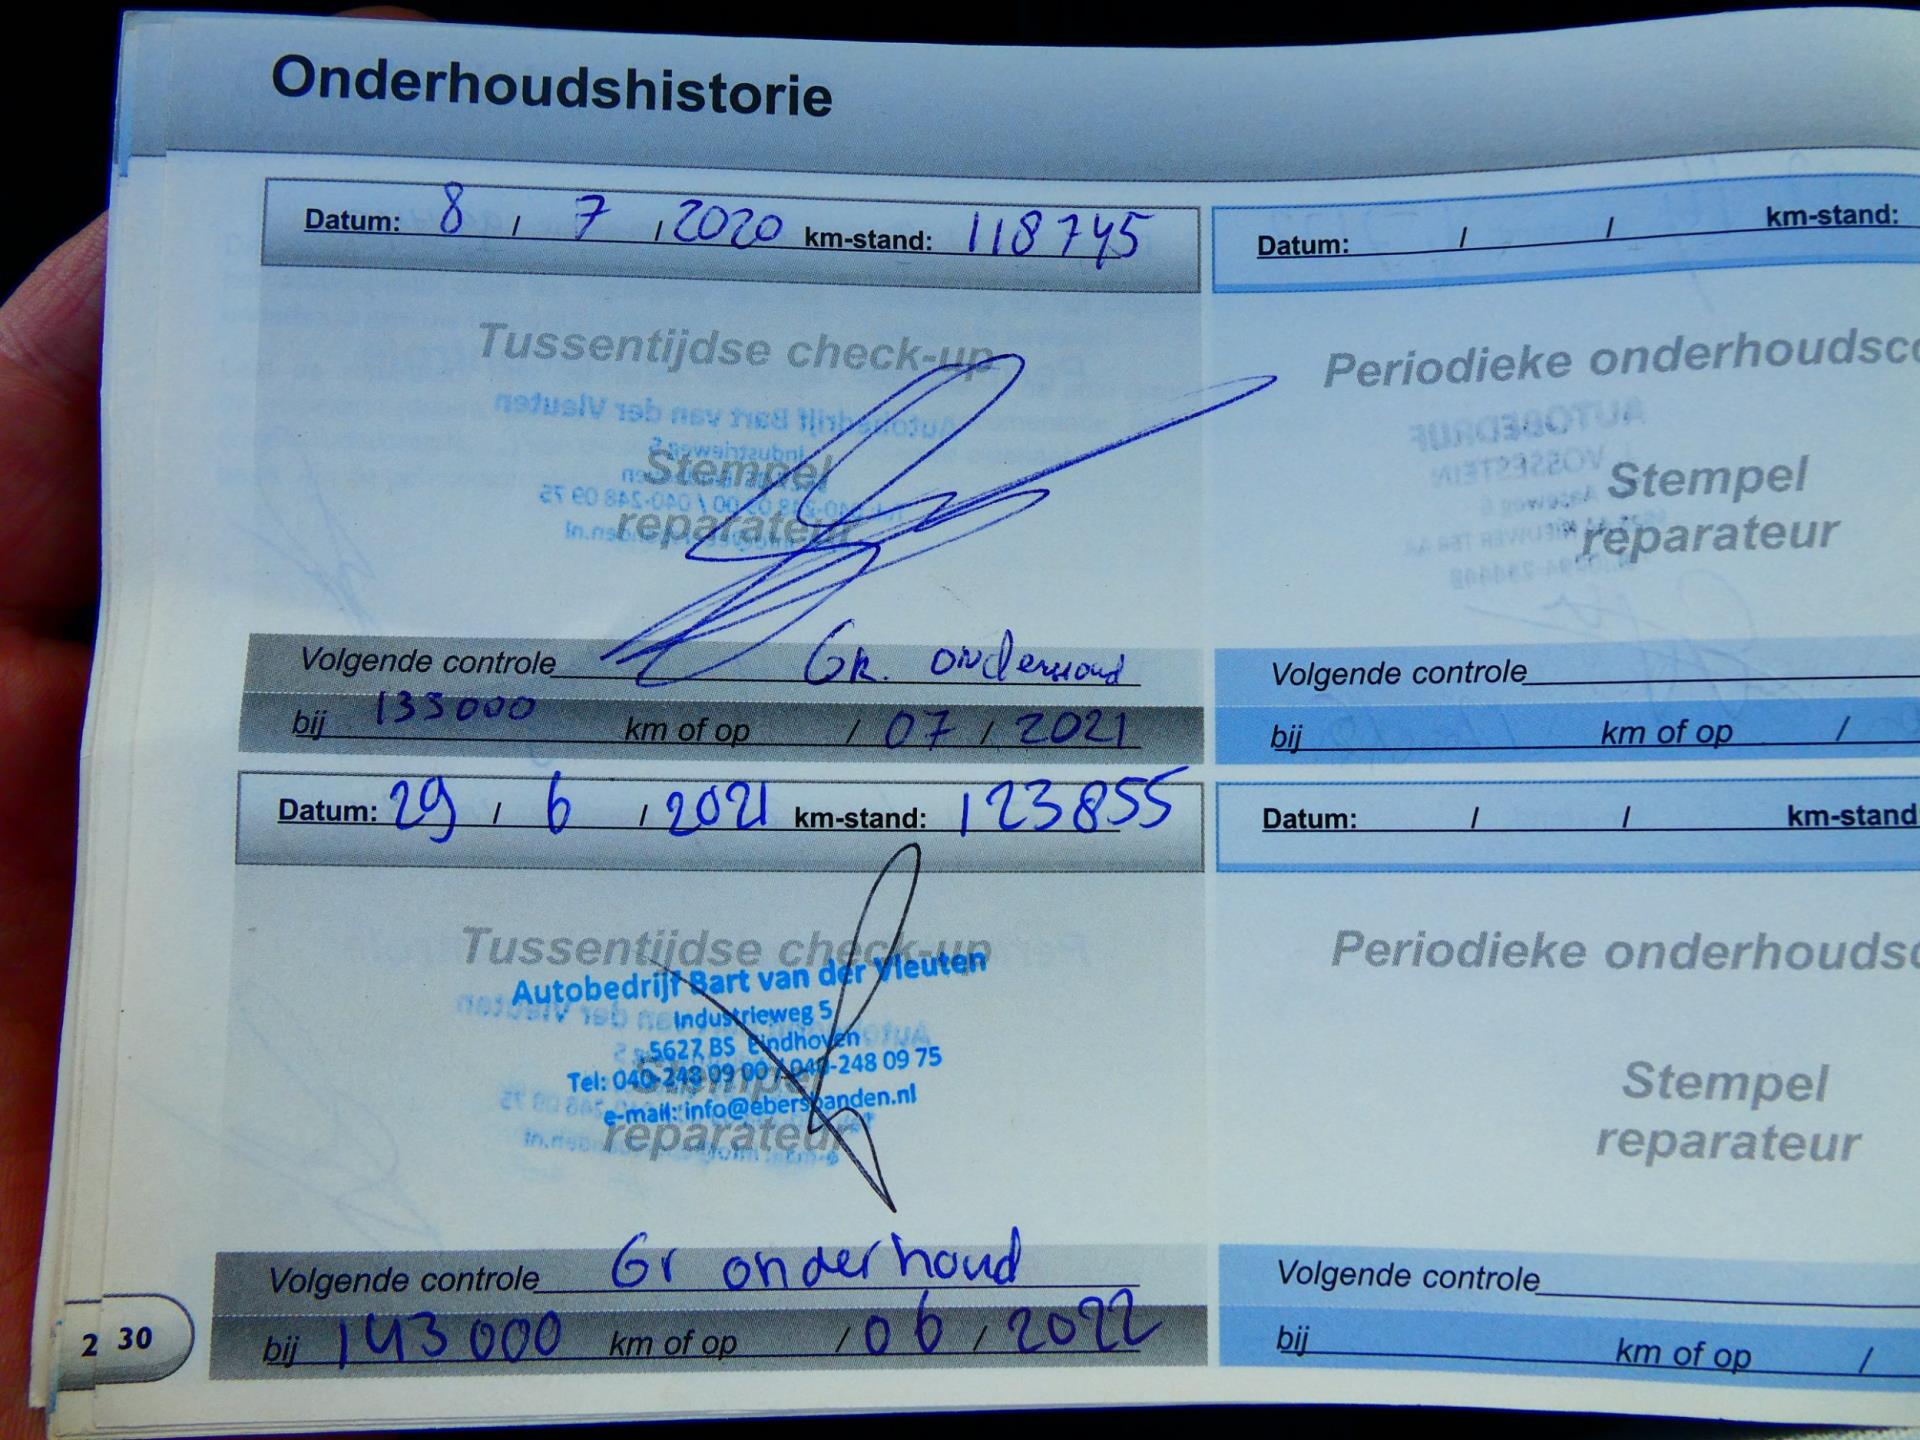 Onderhoudshistorie
Datum: 8 / 7 / 2020 km-stand: 118745
Tussentijdse check-up
Stempel
reparateur
Volgende controle Gr. onderhoud
bij 133000 km of op / 07 / 2021
Datum: / / km-stand:
Periodieke onderhoudsco
Stempel
reparateur
Volgende controle
bij km of op /
Datum: 29 / 6 / 2021 km-stand: 123855
Tussentijdse check-up
Autobedrijf Bart van der Vleuten
Industrieweg 5
5627 BS Eindhoven
Tel: 040-248 09 00 / 040-248 09 75
e-mail: info@ebersbanden.nl
Stempel
reparateur
Volgende controle Gr onderhoud
bij 143000 km of op / 06 / 2022
Datum: / / km-stand
Periodieke onderhoudsc
Stempel
reparateur
Volgende controle
bij km of op /
2 30